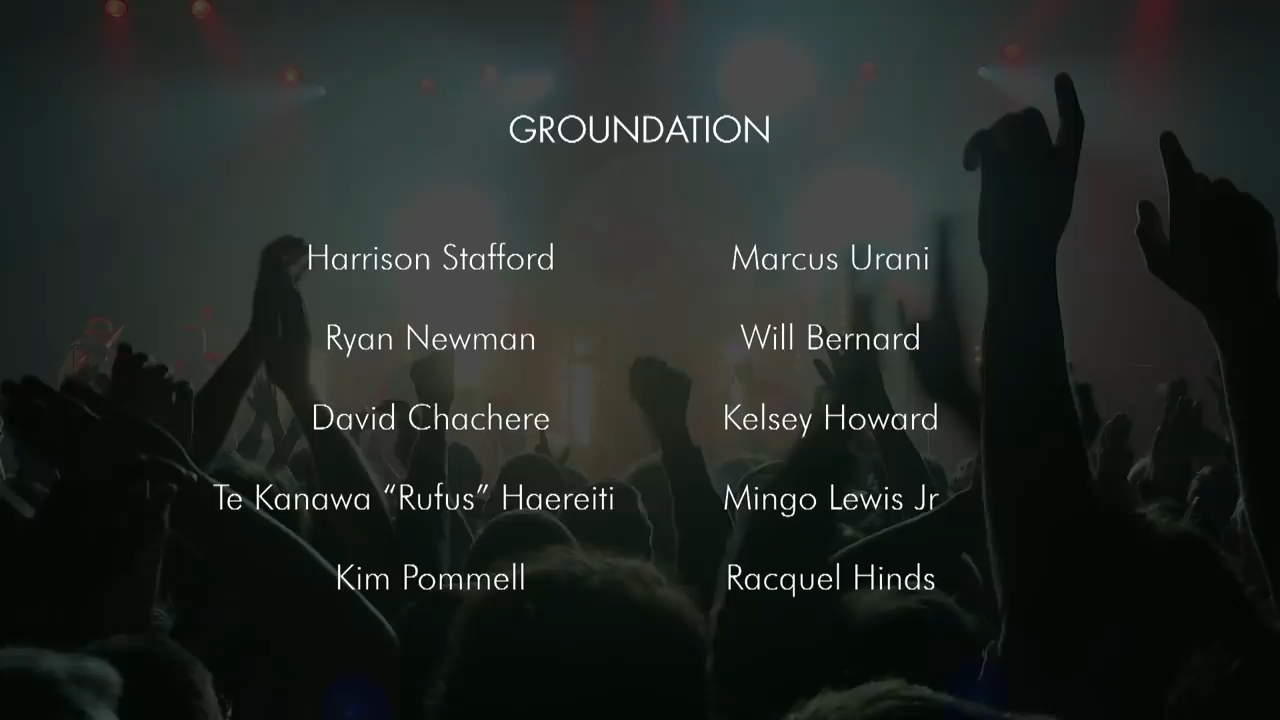 GROUNDATION
Harrison Stafford
Marcus Urani
Ryan Newman
Will Bernard
David Chachere
Kelsey Howard
Te Kanawa “Rufus” Haereiti
Mingo Lewis Jr
Kim Pommell
Racquel Hinds